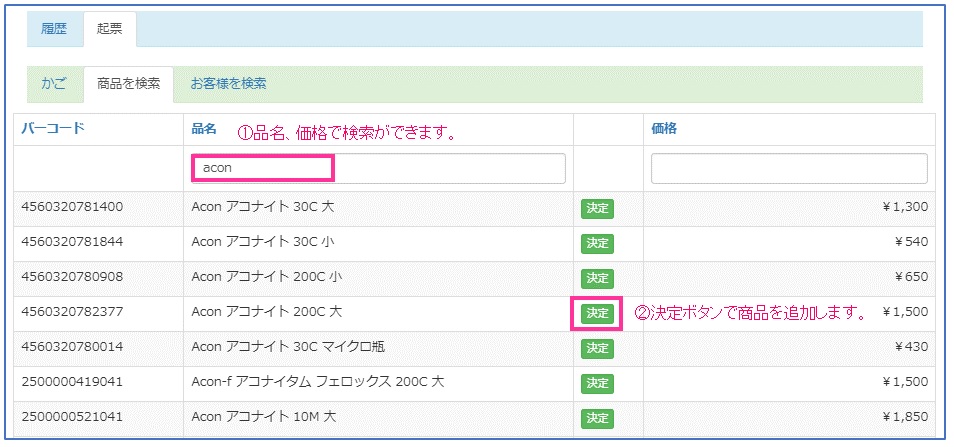 履歴 起票
かご 商品を検索 お客様を検索
バーコード 品名 ①品名、価格で検索ができます。 価格
acon
4560320781400 Acon アコナイト 30C 大 決定 ￥1,300
4560320781844 Acon アコナイト 30C 小 決定 ￥540
4560320780908 Acon アコナイト 200C 小 決定 ￥650
4560320782377 Acon アコナイト 200C 大 決定 ②決定ボタンで商品を追加します。 ￥1,500
4560320780014 Acon アコナイト 30C マイクロ瓶 決定 ￥430
2500000419041 Acon-f アコナイタム フェロックス 200C 大 決定 ￥1,500
2500000521041 Acon アコナイト 10M 大 決定 ￥1,850